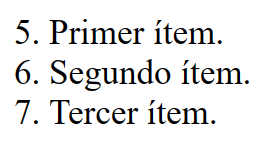 5. Primer ítem.
6. Segundo ítem.
7. Tercer ítem.